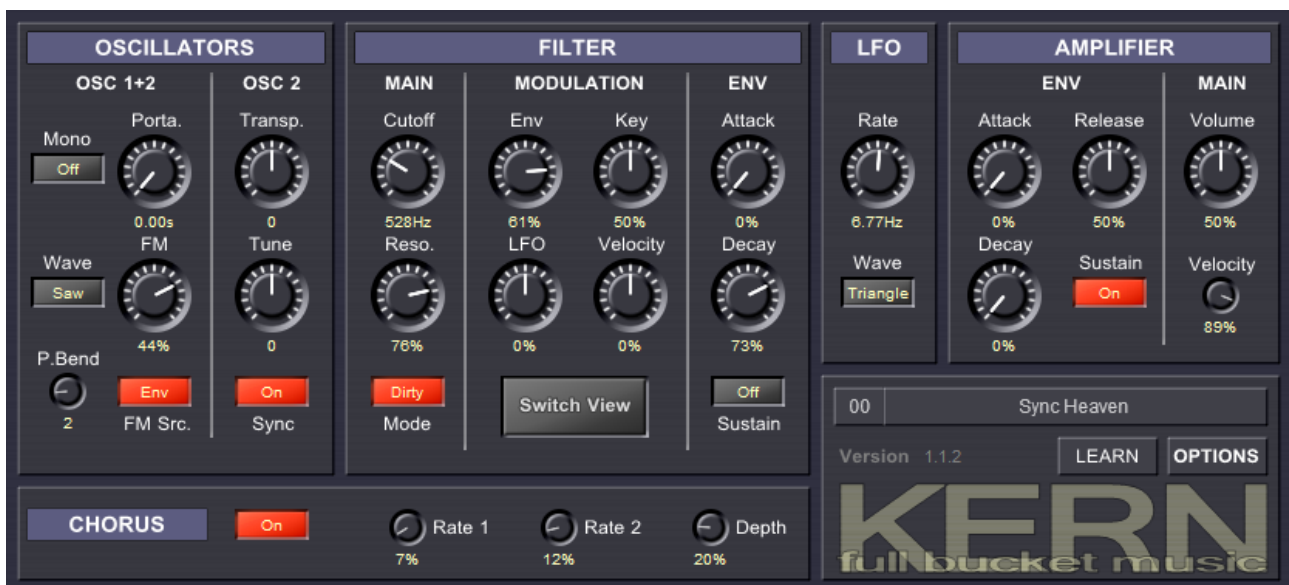 OSCILLATORS
OSC 1+2 OSC 2
Mono Porta. Transp.
Off
0.00s 0
FM Tune
Wave
Saw
44% 0
P.Bend
Env On
2 FM Src. Sync
FILTER
MAIN MODULATION ENV
Cutoff Env Key Attack
528Hz 61% 50% 0%
Reso. LFO Velocity Decay
76% 0% 0% 73%
Dirty Switch View Off
Mode Sustain
LFO
Rate
6.77Hz
Wave
Triangle
AMPLIFIER
ENV MAIN
Attack Release Volume
0% 50% 50%
Decay Sustain Velocity
On
0% 89%
00 Sync Heaven
Version 1.1.2 LEARN OPTIONS
KERN
full bucket music
CHORUS On Rate 1 Rate 2 Depth
7% 12% 20%